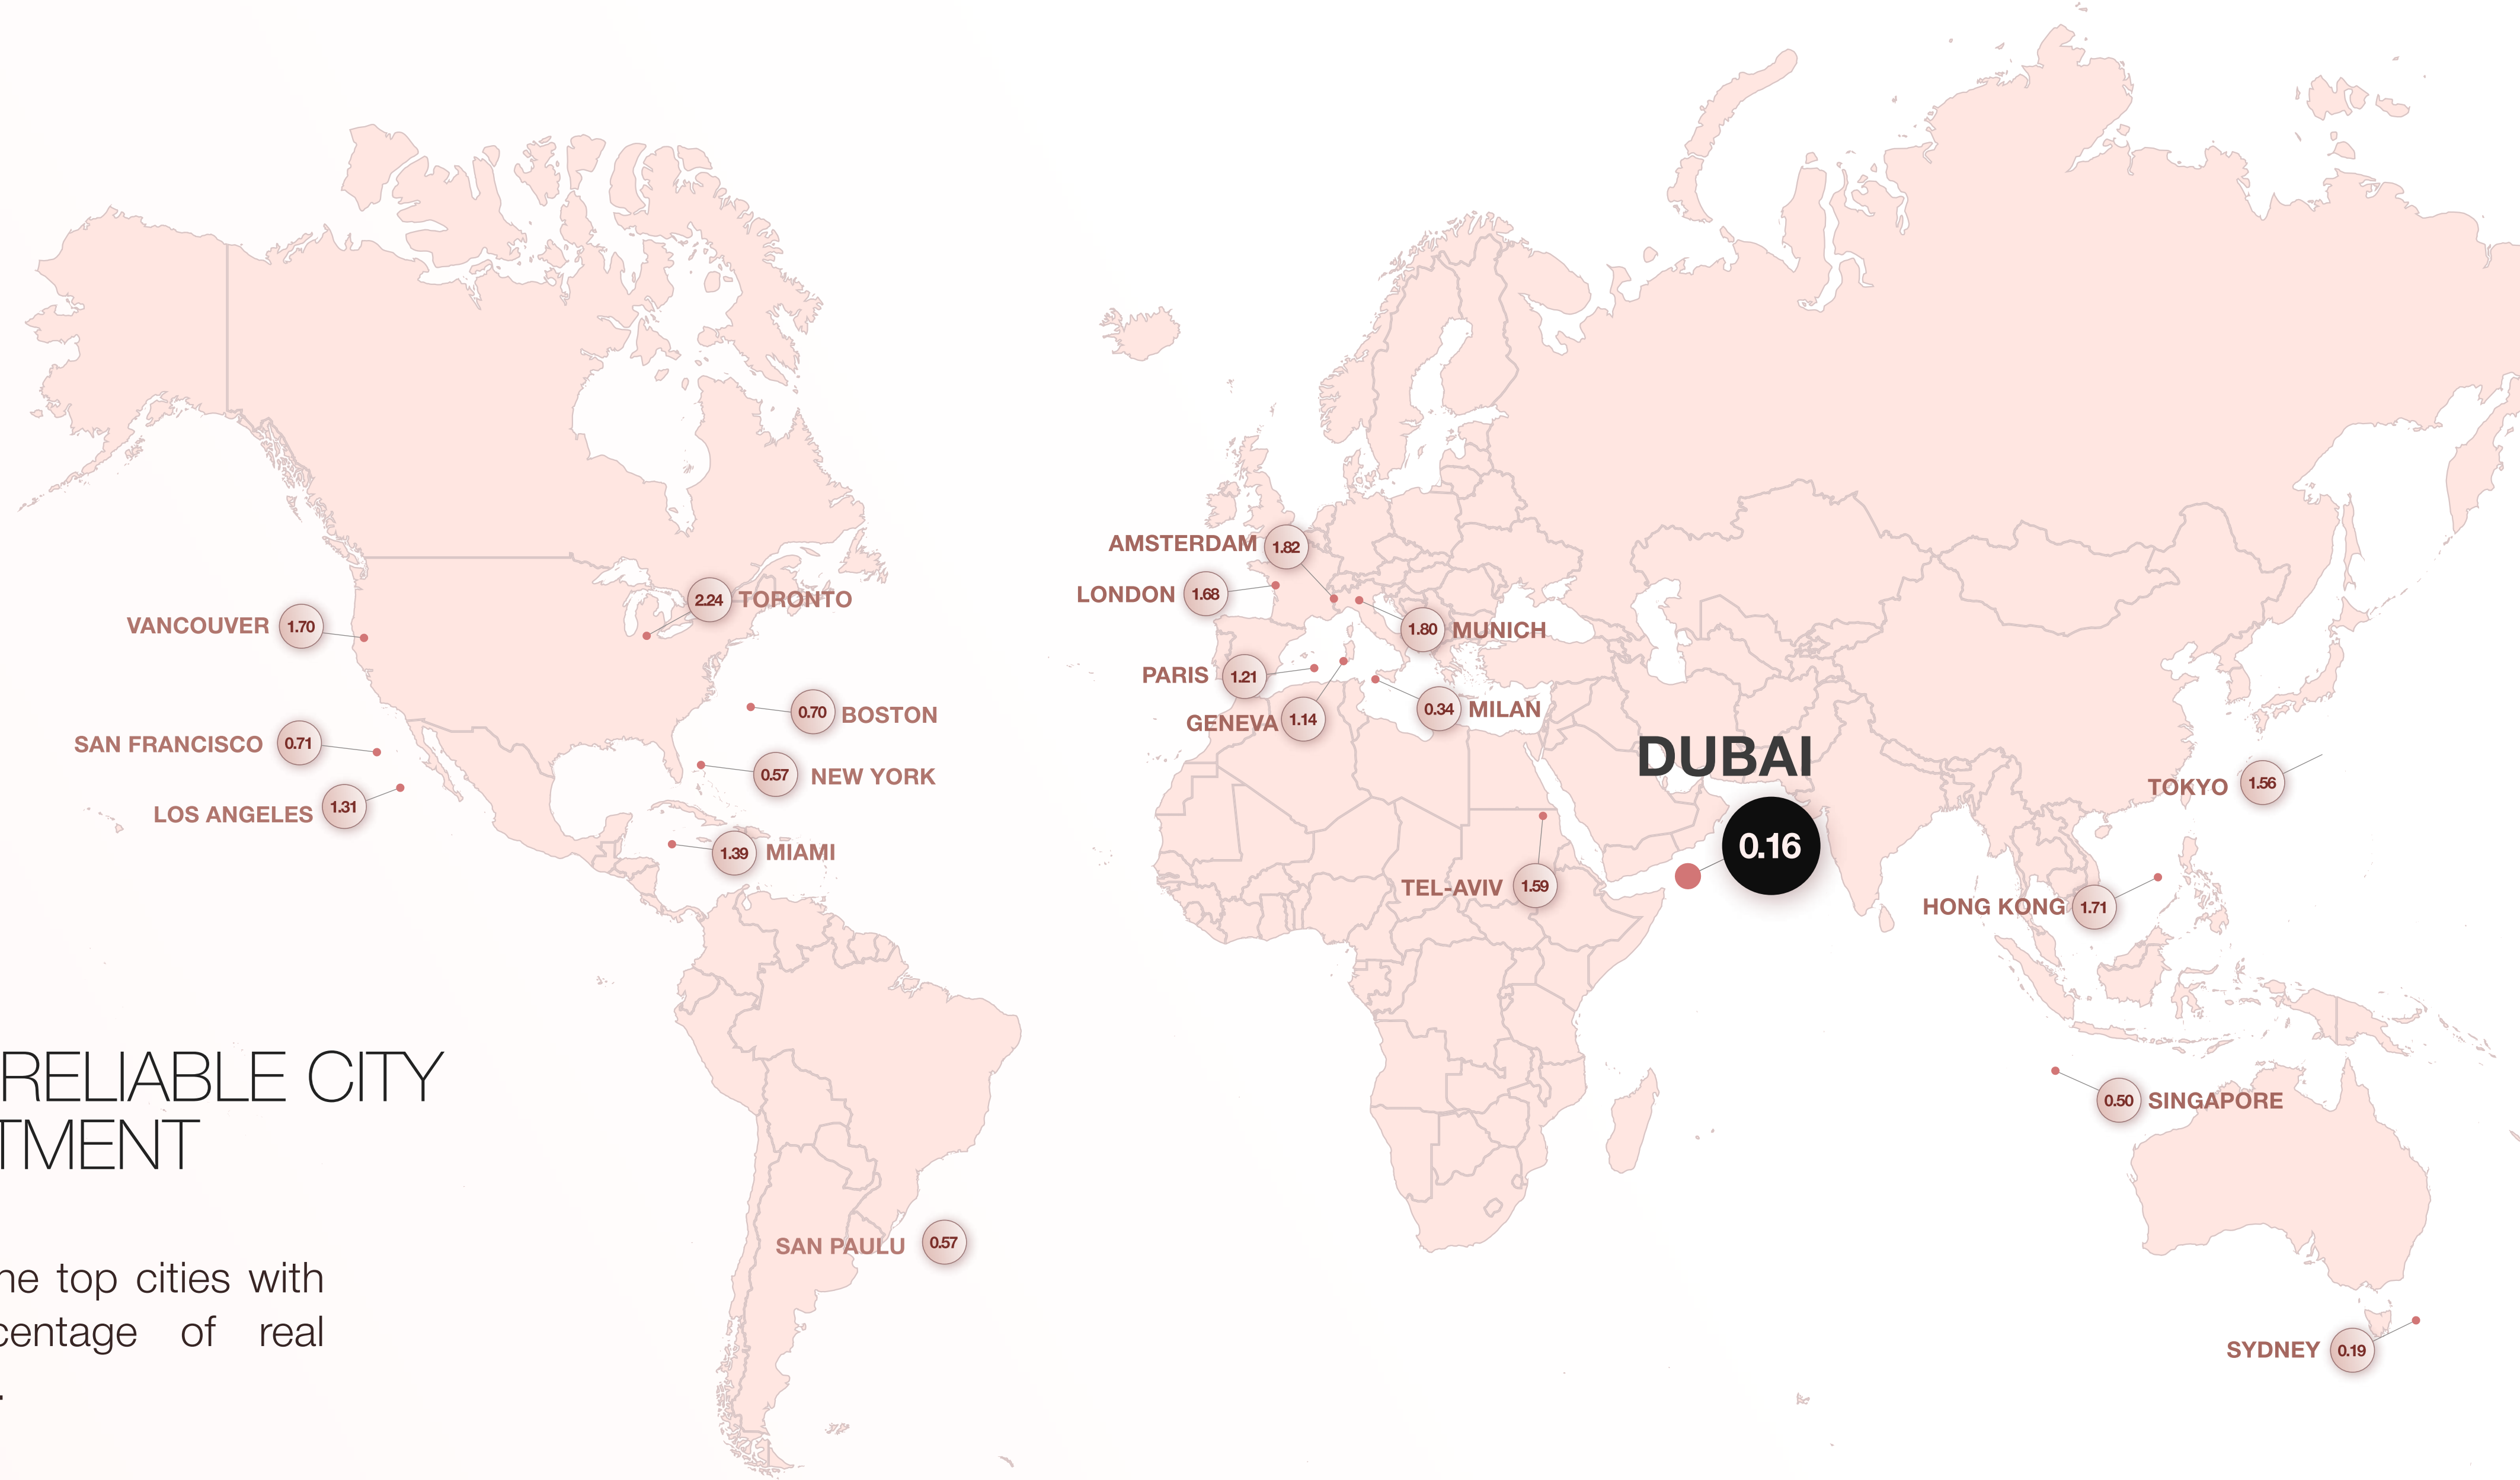 AMSTERDAM 1.82
LONDON 1.68
2.24 TORONTO
VANCOUVER 1.70
1.80 MUNICH
PARIS 1.21
0.70 BOSTON
GENEVA 1.14
0.34 MILAN
SAN FRANCISCO 0.71
DUBAI
0.57 NEW YORK
TOKYO 1.56
LOS ANGELES 1.31
1.39 MIAMI
0.16
TEL-AVIV 1.59
HONG KONG 1.71
RELIABLE CITY
TMENT
0.50 SINGAPORE
SAN PAULU 0.57
he top cities with
centage of real
.
SYDNEY 0.19